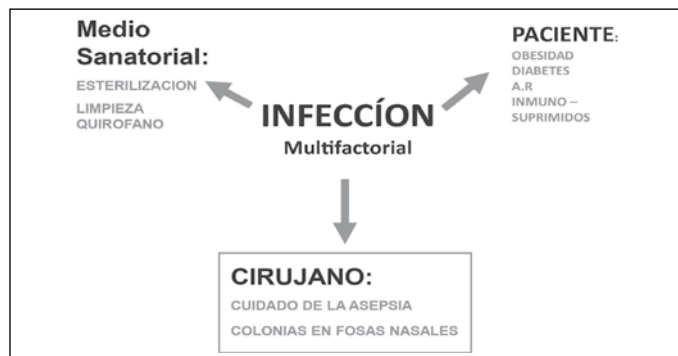 Medio
Sanatorial:
ESTERILIZACION
LIMPIEZA
QUIROFANO
PACIENTE:
OBESIDAD
DIABETES
A.R
INMUNO –
SUPRIMIDOS
INFECCÍON
Multifactorial
CIRUJANO:
CUIDADO DE LA ASEPSIA
COLONIAS EN FOSAS NASALES